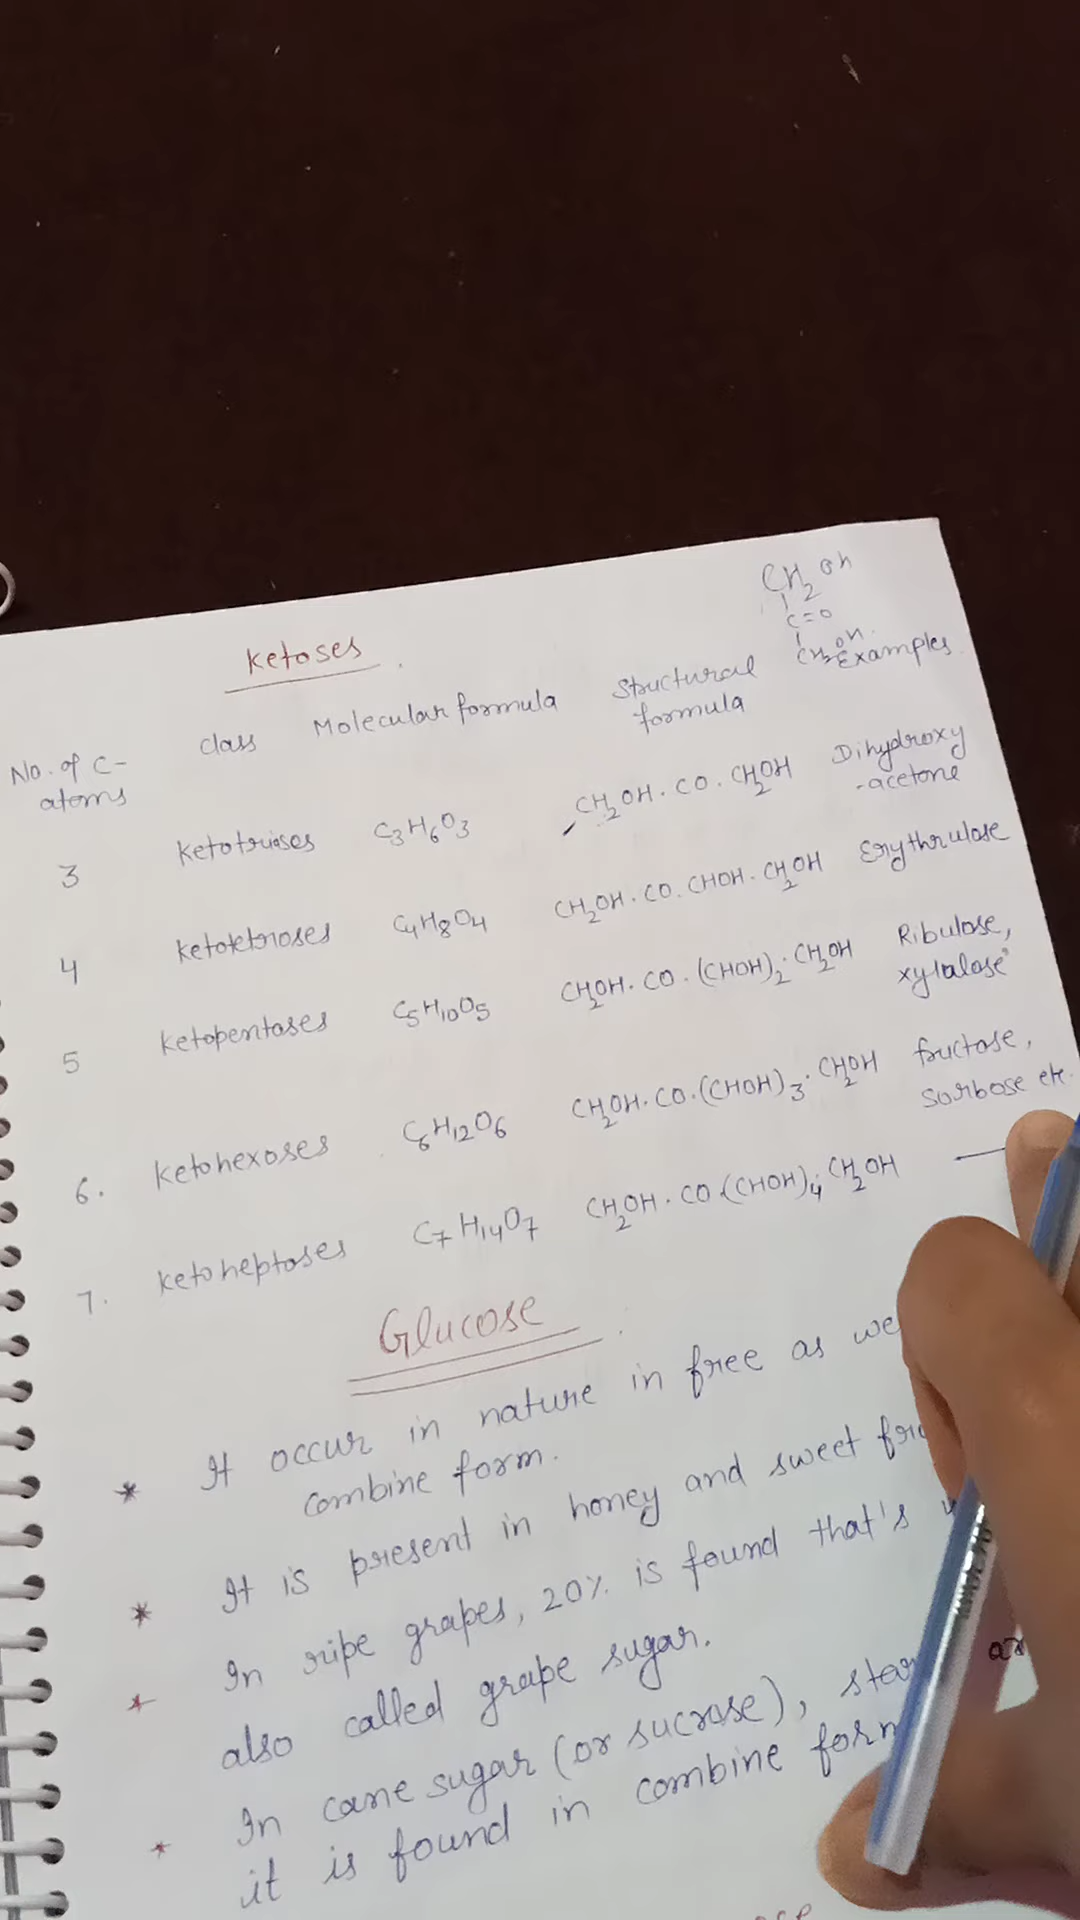 CH2 oh
C=O
CH2 OH
Ketoses
No. of C-
atoms
class
Molecular formula
Structural
formula
Examples
3 Ketotrioses C3H6O3 CH2OH. CO. CH2OH Dihydroxy
-acetone
4 Ketotetroses C4H8O4 CH2OH. CO. CHOH. CH2OH Erythrulose
5 Ketopentoses C5H10O5 CH2OH. CO. (CHOH)2. CH2OH Ribulose,
xylulose
6. Ketohexoses C6H12O6 CH2OH. CO. (CHOH)3. CH2OH fructose,
sorbose etc.
7. Ketoheptoses C7H14O7 CH2OH. CO. (CHOH)4. CH2OH —
Glucose
* It occur in nature in free as we
combine form.
* It is present in honey and sweet
* In ripe grapes, 20% is found that's
also called grape sugar.
* In cane sugar (or sucrose),
it is found in combine form